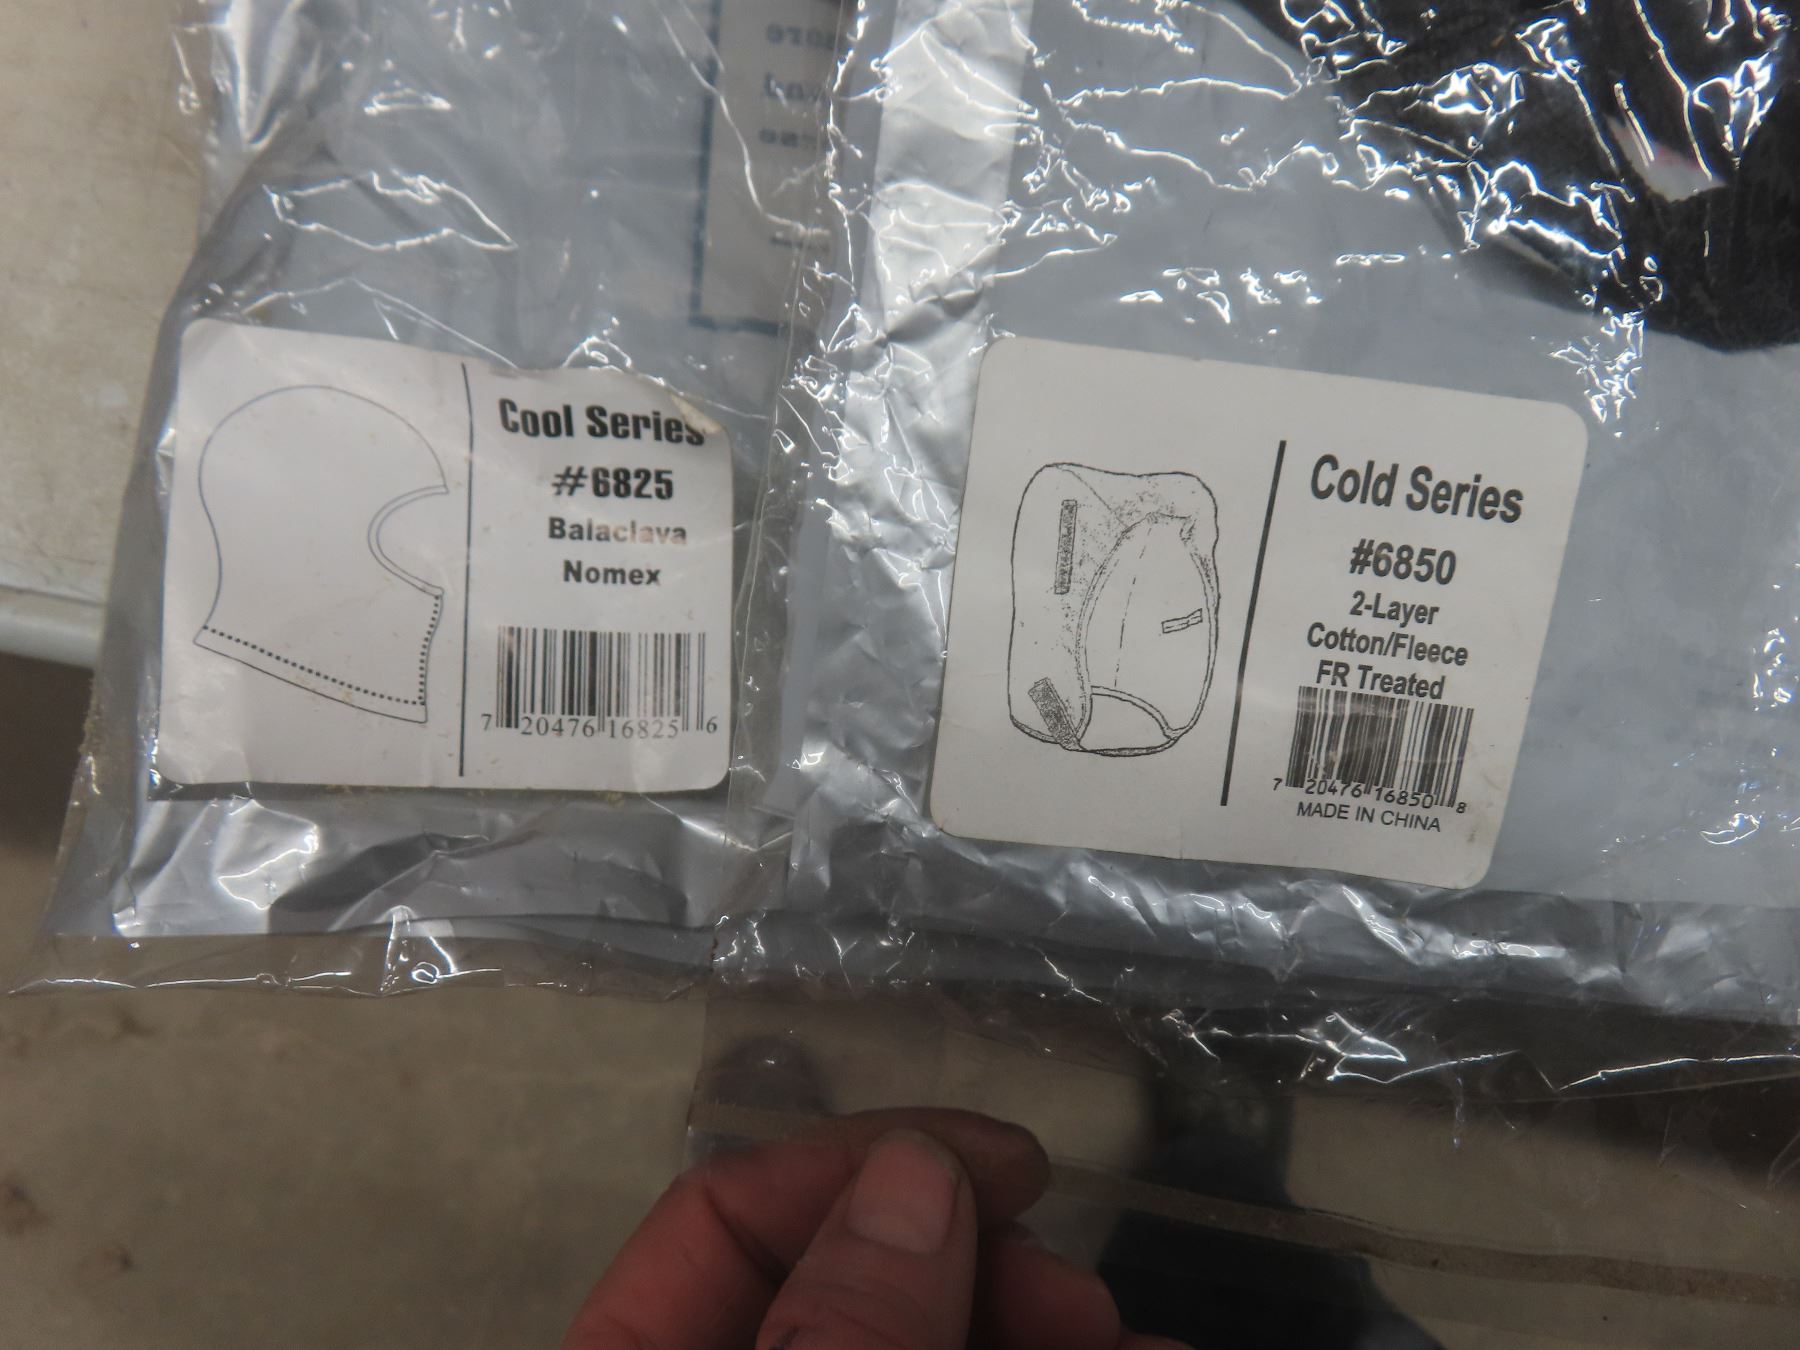 Cool Series
#6825
Balaclava
Nomex
7 20476 16825 6
Cold Series
#6850
2-Layer
Cotton/Fleece
FR Treated
7 20476 16850 8
MADE IN CHINA